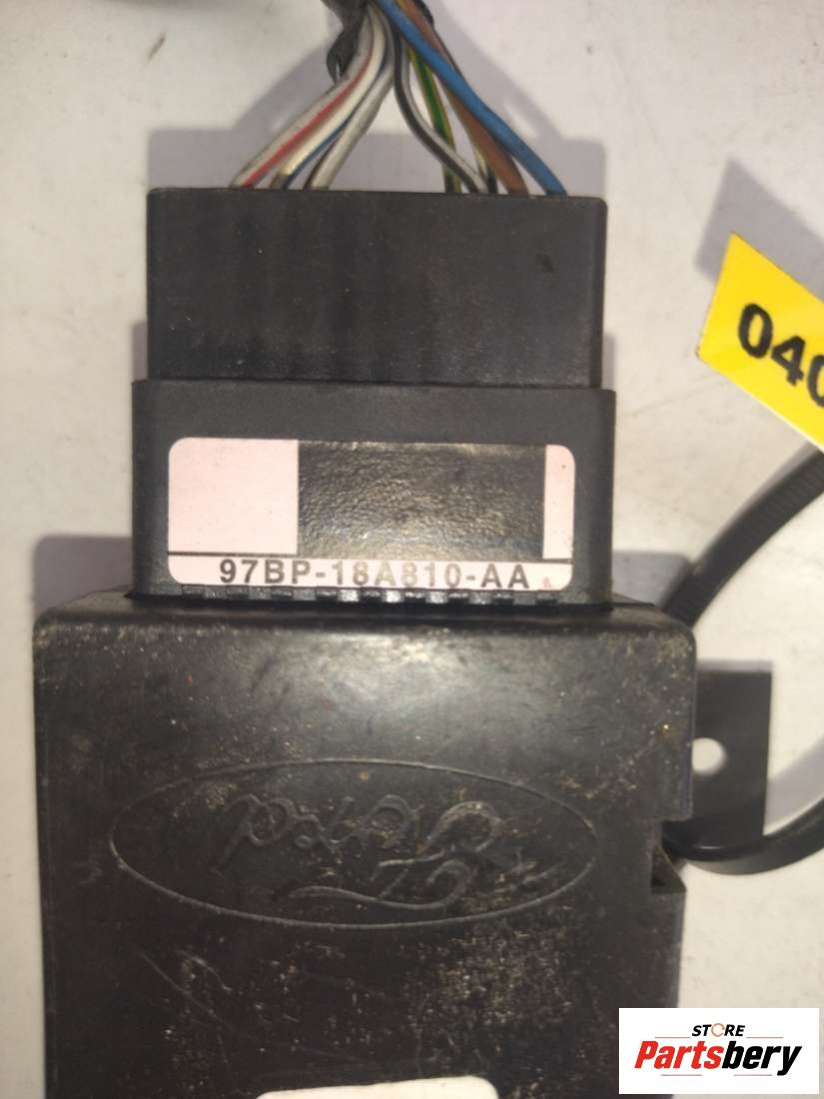 040
97BP-18A810-AA
Ford
STORE
Partsbery